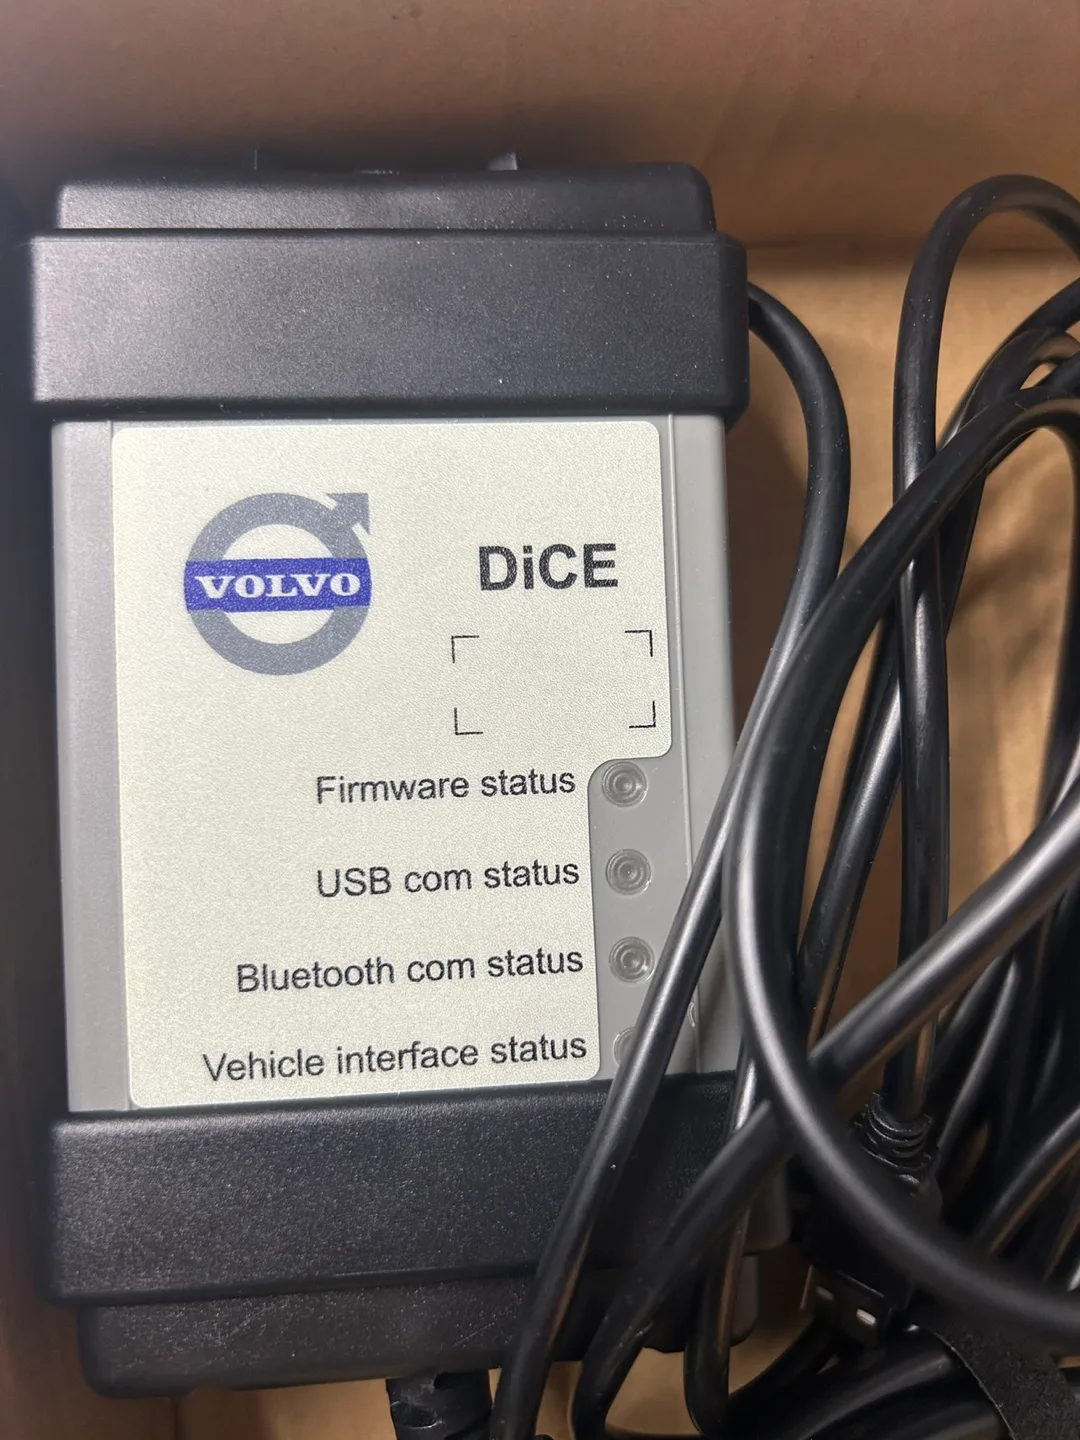 VOLVO
DiCE
Firmware status
USB com status
Bluetooth com status
Vehicle interface status